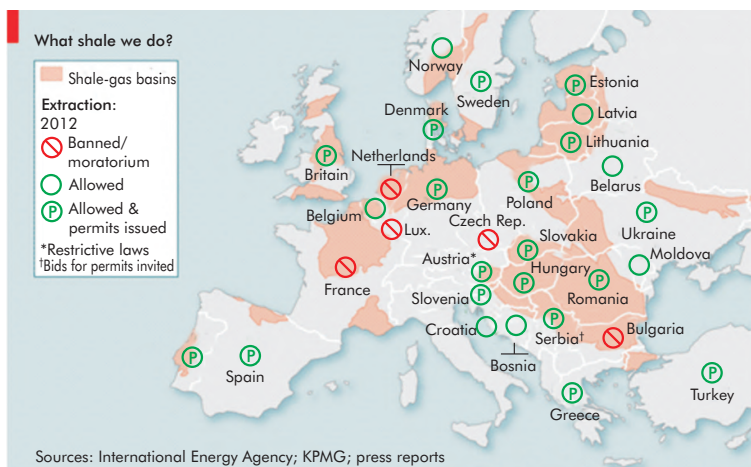 What shale we do?
Shale-gas basins
Extraction:
2012
Banned/
moratorium
Allowed
P Allowed &
permits issued
*Restrictive laws
†Bids for permits invited
Norway
P
Sweden
P
Estonia
Latvia
P
Lithuania
Denmark
P
Netherlands
P
Britain
Belarus
P
Germany
P
Poland
Belgium
Lux.
Czech Rep.
P
Ukraine
Slovakia
P
Moldova
France
Austria*
P
Hungary
P
P
Romania
Slovenia
P
Croatia
Bosnia
P
Serbia†
Bulgaria
P
P
Spain
P
Greece
P
Turkey
Sources: International Energy Agency; KPMG; press reports